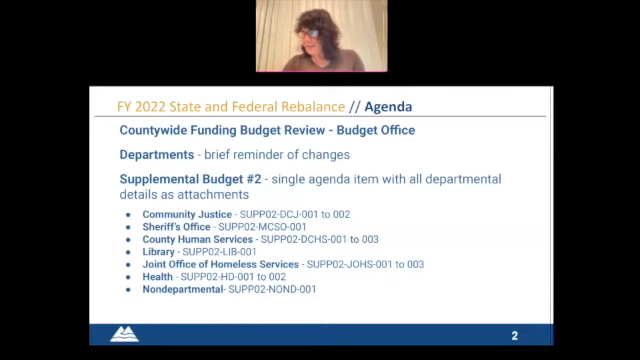 FY 2022 State and Federal Rebalance // Agenda
Countywide Funding Budget Review - Budget Office
Departments - brief reminder of changes
Supplemental Budget #2 - single agenda item with all departmental
details as attachments
• Community Justice - SUPP02-DCJ-001 to 002
• Sheriff's Office - SUPP02-MCSO-001
• County Human Services - SUPP02-DCHS-001 to 003
• Library - SUPP02-LIB-001
• Joint Office of Homeless Services - SUPP02-JOHS-001 to 003
• Health - SUPP02-HD-001 to 002
• Nondepartmental- SUPP02-NOND-001
2